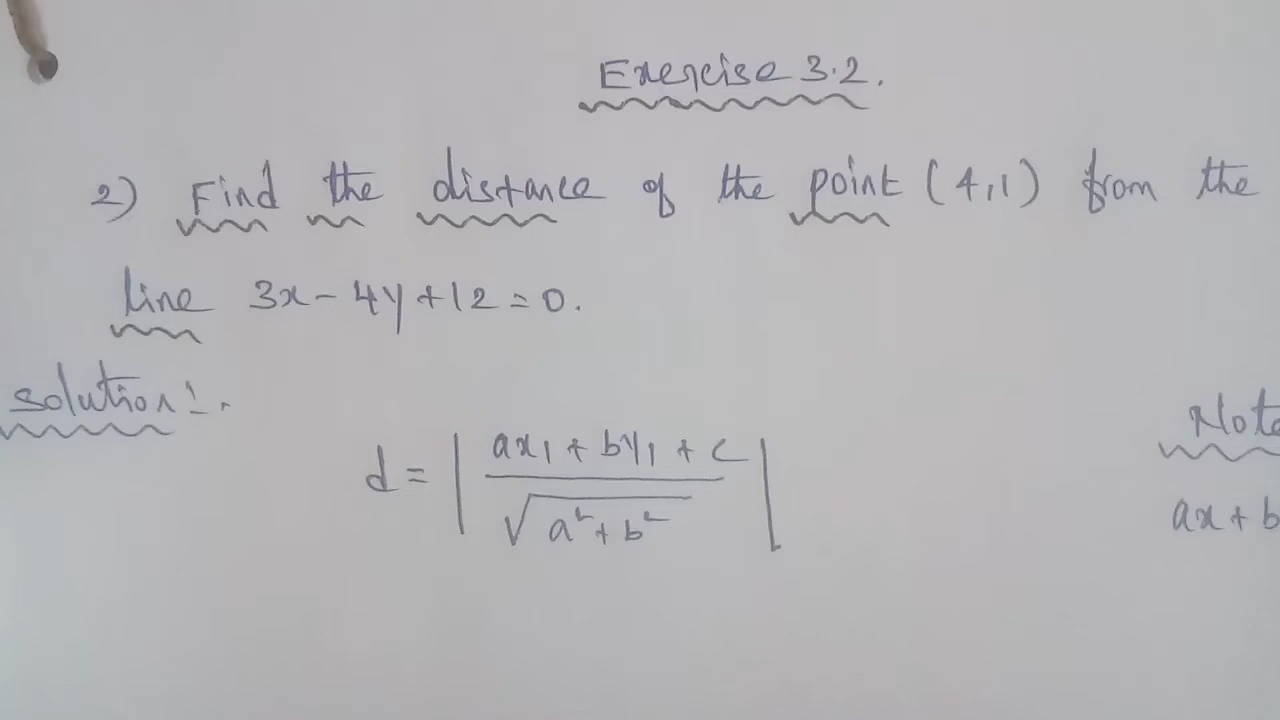 Exercise 3.2.
2) Find the distance of the point (4,1) from the
line 3x - 4y + 12 = 0.
solution:.
d = | ax₁ + by₁ + c / √a² + b² |
Note
ax + b